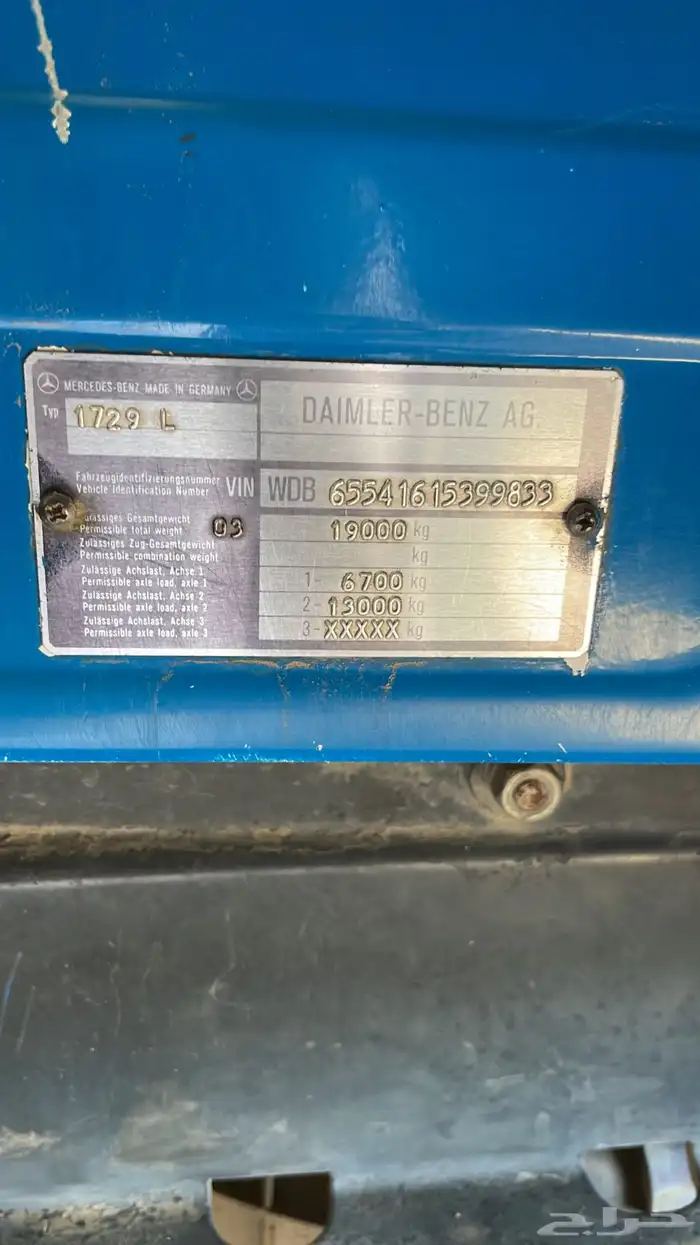 MERCEDES-BENZ MADE IN GERMANY
Typ 1729 L
DAIMLER-BENZ AG.
Fahrzeugidentifizierungsnummer
Vehicle Identification Number VIN WDB 65541615399833
Zulässiges Gesamtgewicht
Permissible total weight 03 19000 kg
Zulässiges Zug-Gesamtgewicht
Permissible combination weight kg
Zulässige Achslast, Achse 1
Permissible axle load, axle 1 1- 6700 kg
Zulässige Achslast, Achse 2
Permissible axle load, axle 2 2- 13000 kg
Zulässige Achslast, Achse 3
Permissible axle load, axle 3 3- XXXXX kg
حراج